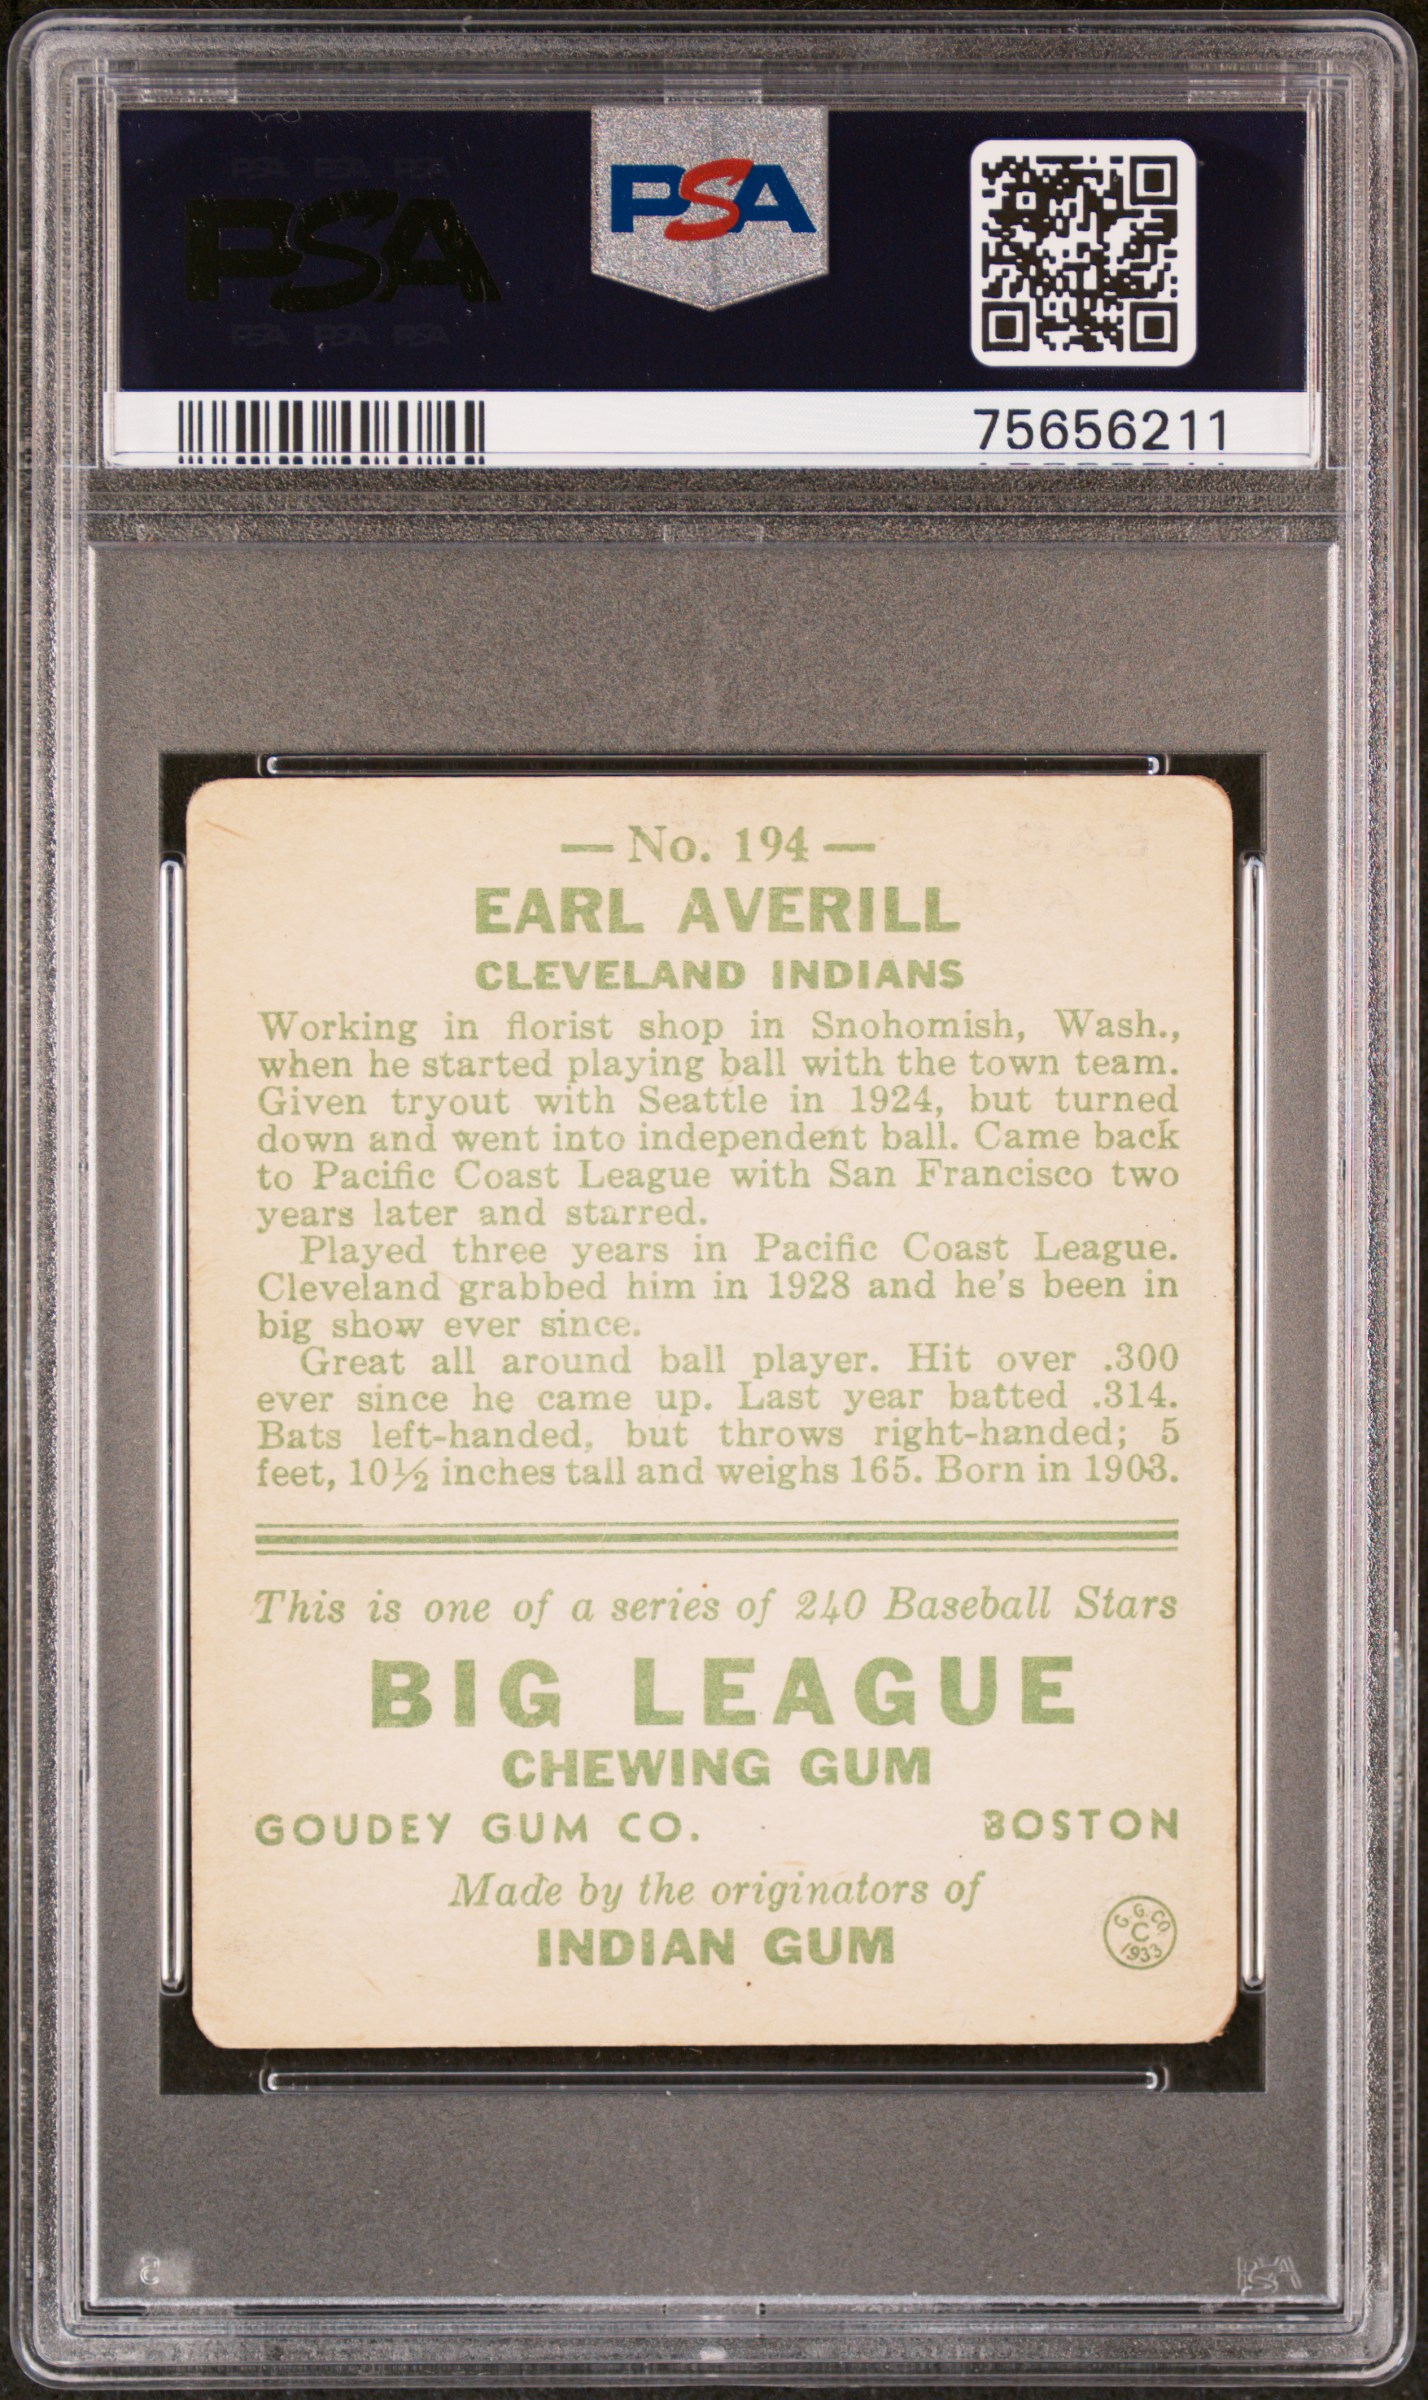 PSA PSA PSA
PSA
PSA PSA PSA
PSA
75656211
— No. 194 —
EARL AVERILL
CLEVELAND INDIANS
Working in florist shop in Snohomish, Wash.,
when he started playing ball with the town team.
Given tryout with Seattle in 1924, but turned
down and went into independent ball. Came back
to Pacific Coast League with San Francisco two
years later and starred.
Played three years in Pacific Coast League.
Cleveland grabbed him in 1928 and he's been in
big show ever since.
Great all around ball player. Hit over .300
ever since he came up. Last year batted .314.
Bats left-handed, but throws right-handed; 5
feet, 10½ inches tall and weighs 165. Born in 1903.
This is one of a series of 240 Baseball Stars
BIG LEAGUE
CHEWING GUM
GOUDEY GUM CO. BOSTON
Made by the originators of
INDIAN GUM
G.G.CO.
C
1933
PSA